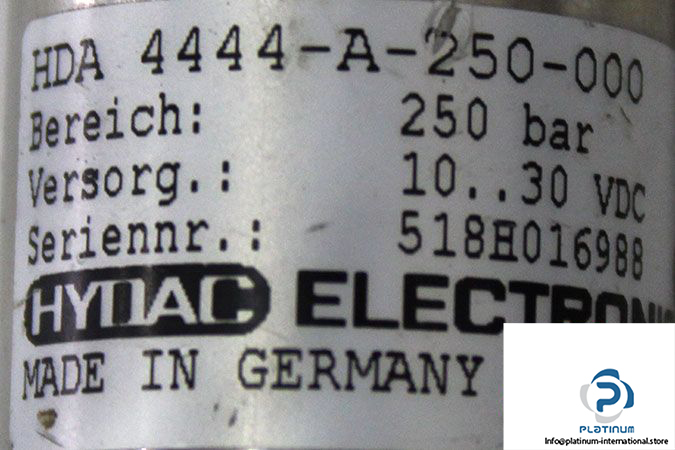 HDA 4444-A-250-000
Bereich: 250 bar
Versorg.: 10..30 VDC
Seriennr.: 518H016988
HYDAC ELECTRONIC
MADE IN GERMANY
PLATINUM
Info@platinum-international.store